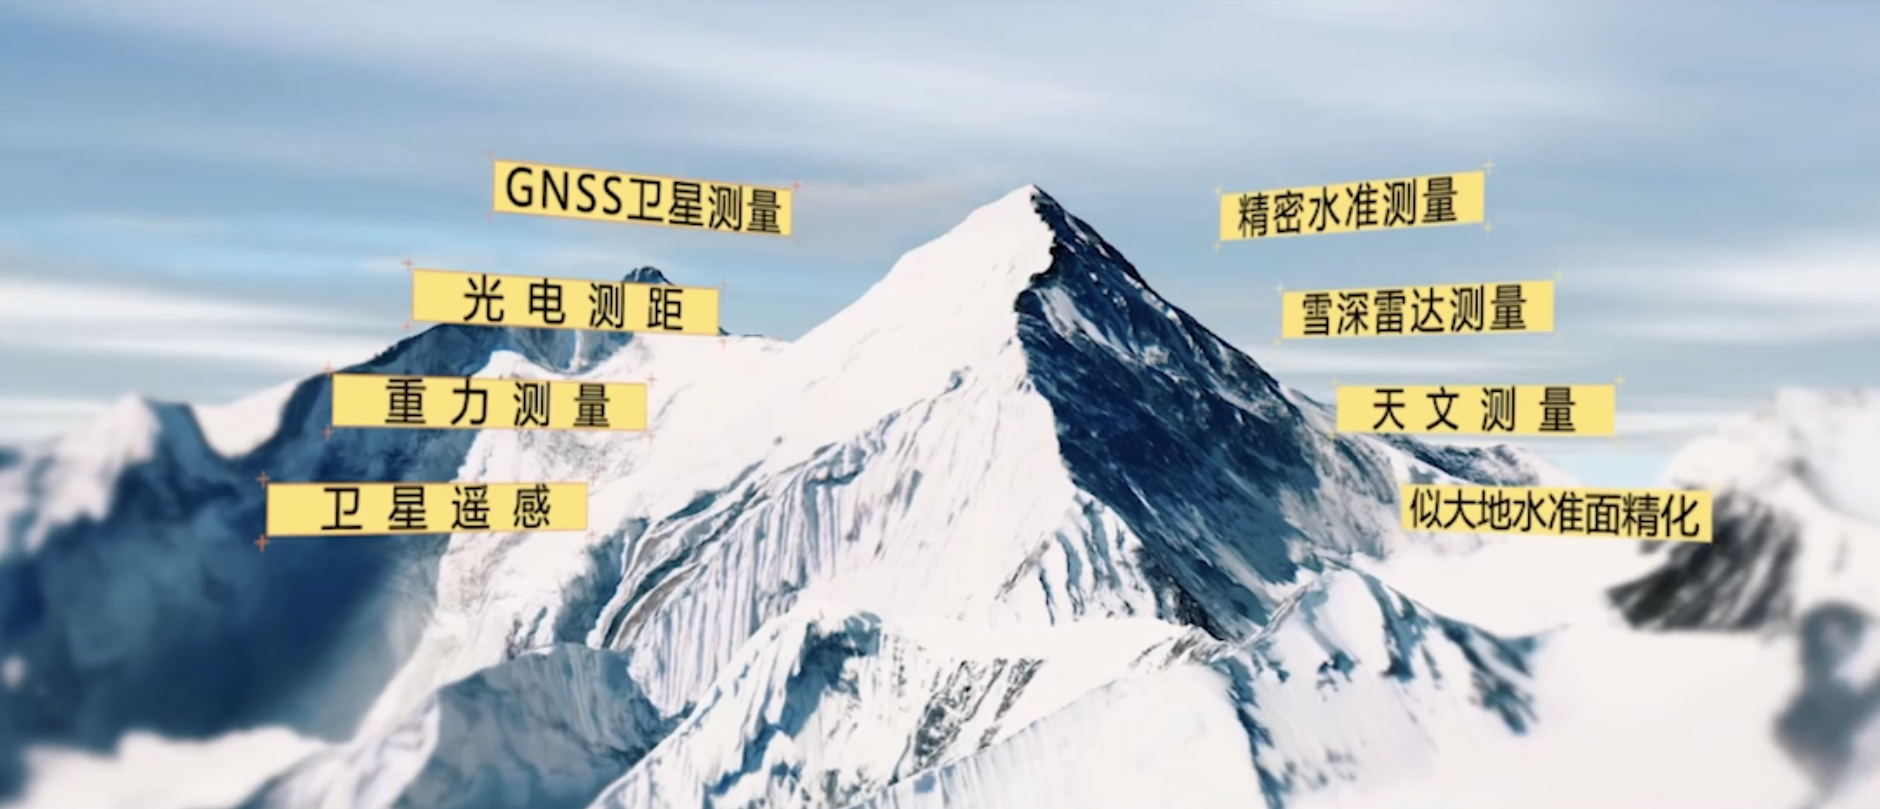 GNSS卫星测量
光电测距
重力测量
卫星遥感
精密水准测量
雪深雷达测量
天文测量
似大地水准面精化